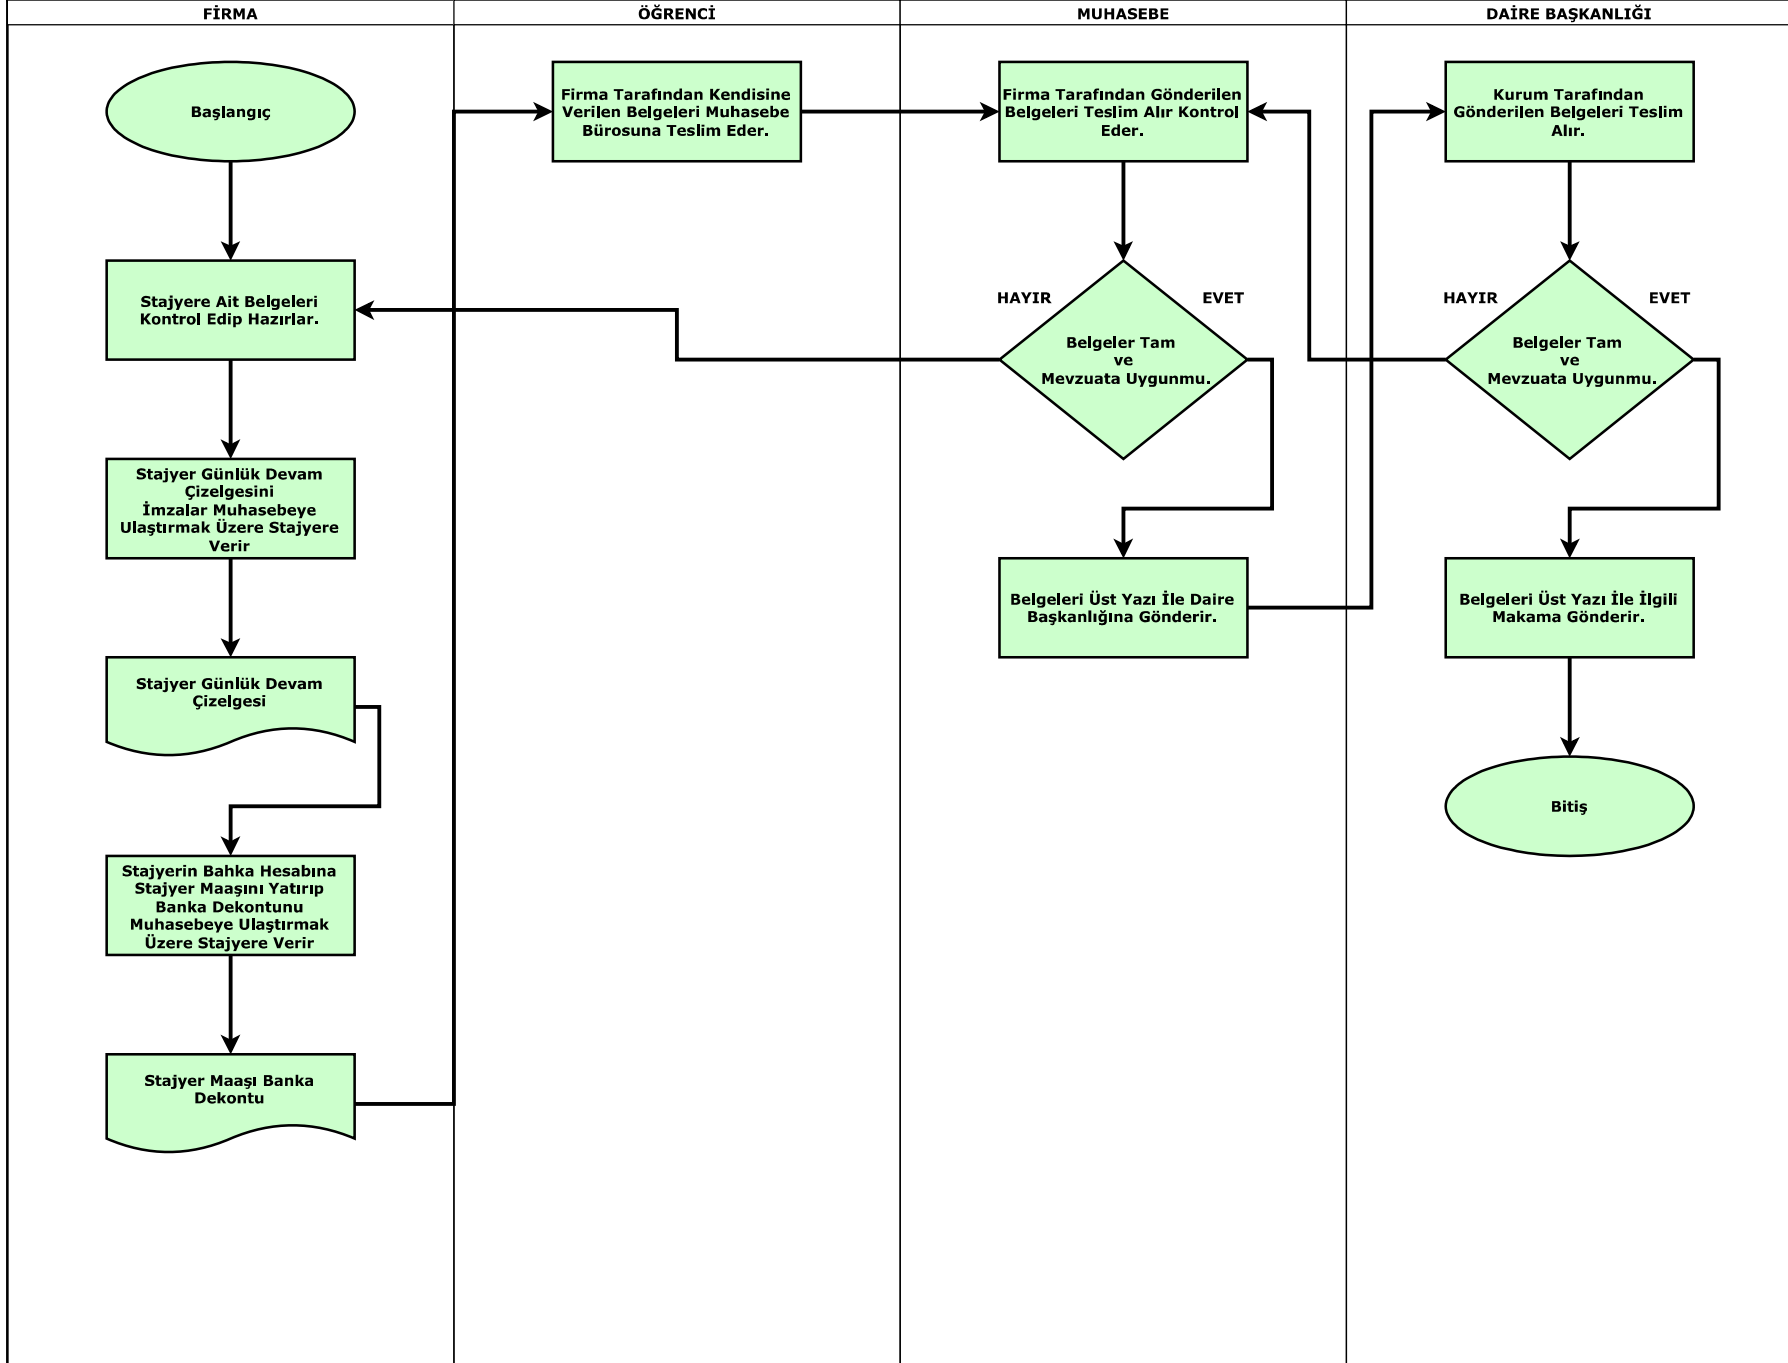 FİRMA
ÖĞRENCİ
MUHASEBE
DAİRE BAŞKANLIĞI
Başlangıç
Stajyere Ait Belgeleri
Kontrol Edip Hazırlar.
Stajyer Günlük Devam
Çizelgesini
İmzalar Muhasebeye
Ulaştırmak Üzere Stajyere
Verir
Stajyer Günlük Devam
Çizelgesi
Stajyerin Bahka Hesabına
Stajyer Maaşını Yatırıp
Banka Dekontunu
Muhasebeye Ulaştırmak
Üzere Stajyere Verir
Stajyer Maaşı Banka
Dekontu
Firma Tarafından Kendisine
Verilen Belgeleri Muhasebe
Bürosuna Teslim Eder.
Firma Tarafından Gönderilen
Belgeleri Teslim Alır Kontrol
Eder.
HAYIR
EVET
Belgeler Tam
ve
Mevzuata Uygunmu.
Belgeleri Üst Yazı İle Daire
Başkanlığına Gönderir.
Kurum Tarafından
Gönderilen Belgeleri Teslim
Alır.
HAYIR
EVET
Belgeler Tam
ve
Mevzuata Uygunmu.
Belgeleri Üst Yazı İle İlgili
Makama Gönderir.
Bitiş